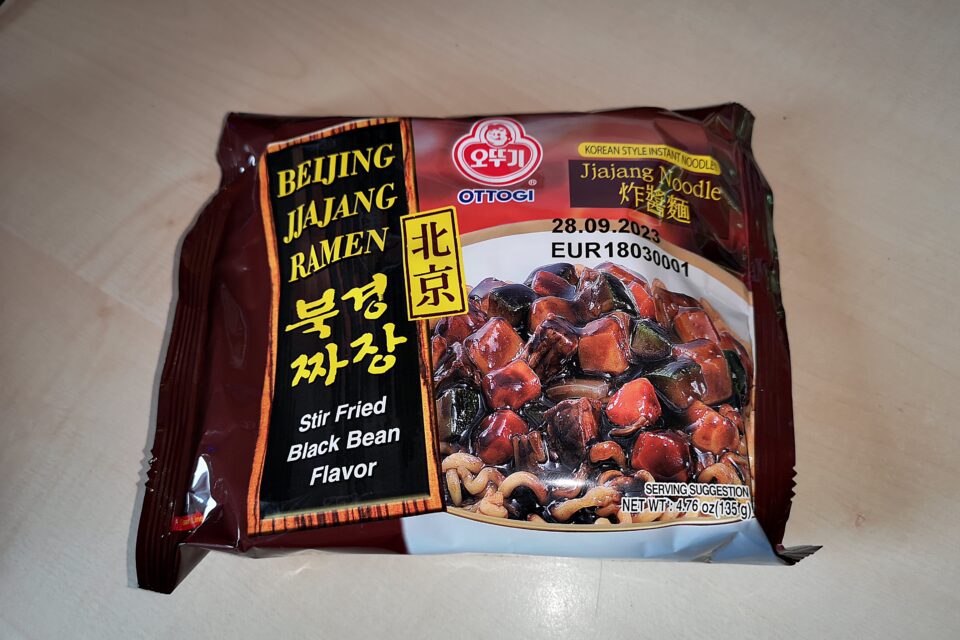 BEIJING
JJAJANG
RAMEN
북경
짜장
Stir Fried
Black Bean
Flavor
北京
오뚜기
®
OTTOGI
KOREAN STYLE INSTANT NOODLES
Jjajang Noodle
炸醬麵
28.09.2023
EUR18030001
SERVING SUGGESTION
NET WT : 4.76 oz(135 g)